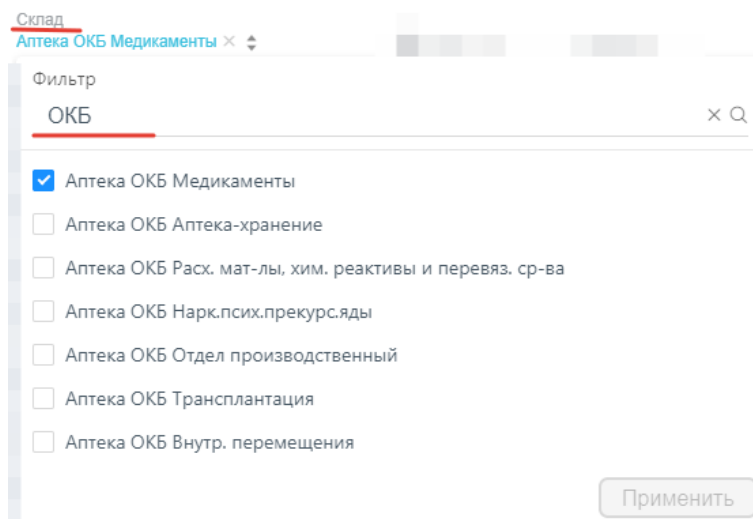 Склад
Аптека ОКБ Медикаменты
Фильтр
ОКБ
Аптека ОКБ Медикаменты
Аптека ОКБ Аптека-хранение
Аптека ОКБ Расх. мат-лы, хим. реактивы и перевяз. ср-ва
Аптека ОКБ Нарк.псих.прекурс.яды
Аптека ОКБ Отдел производственный
Аптека ОКБ Трансплантация
Аптека ОКБ Внутр. перемещения
Применить